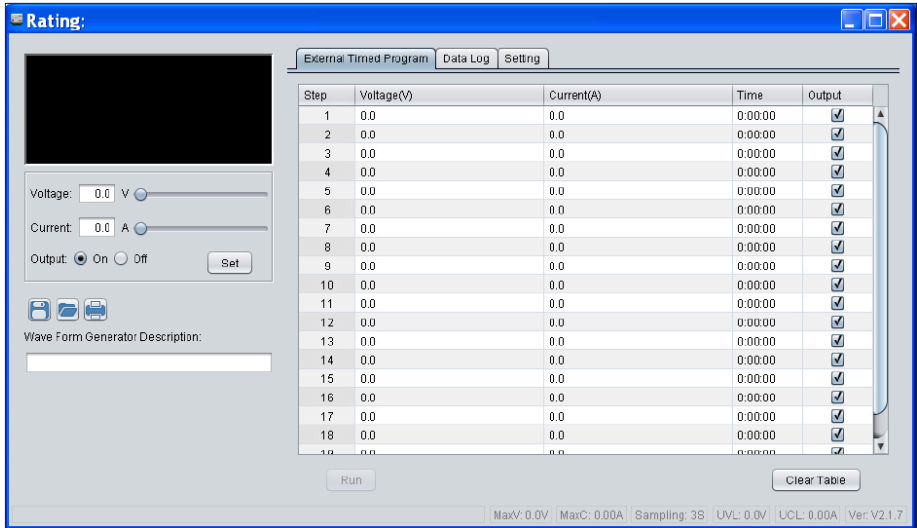 Rating:
External Timed Program Data Log Setting
Step Voltage(V) Current(A) Time Output
1 0.0 0.0 0:00:00
2 0.0 0.0 0:00:00
3 0.0 0.0 0:00:00
4 0.0 0.0 0:00:00
5 0.0 0.0 0:00:00
6 0.0 0.0 0:00:00
7 0.0 0.0 0:00:00
8 0.0 0.0 0:00:00
9 0.0 0.0 0:00:00
10 0.0 0.0 0:00:00
11 0.0 0.0 0:00:00
12 0.0 0.0 0:00:00
13 0.0 0.0 0:00:00
14 0.0 0.0 0:00:00
15 0.0 0.0 0:00:00
16 0.0 0.0 0:00:00
17 0.0 0.0 0:00:00
18 0.0 0.0 0:00:00
19 0.0 0.0 0:00:00
Voltage: 0.0 V
Current: 0.0 A
Output: On Off
Set
Wave Form Generator Description:
Run Clear Table
MaxV: 0.0V MaxC: 0.00A Sampling: 3S UVL: 0.0V UCL: 0.00A Ver: V2.1.7